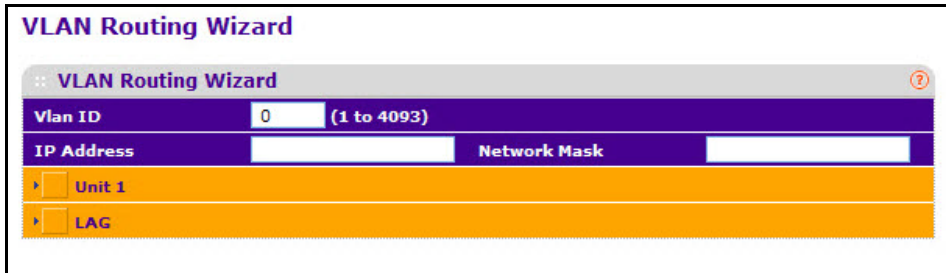 VLAN Routing Wizard
VLAN Routing Wizard ?
Vlan ID 0 (1 to 4093)
IP Address Network Mask
Unit 1
LAG